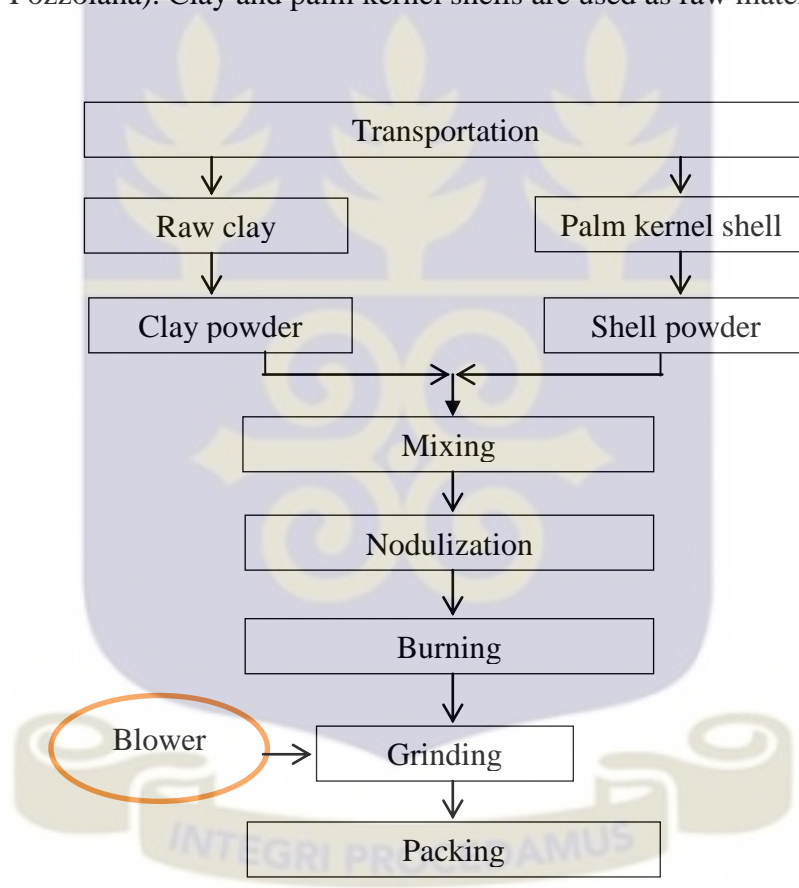 Pozzolana). Clay and palm kernel shells are used as raw mater
Transportation
Raw clay
Palm kernel shell
Clay powder
Shell powder
Mixing
Nodulization
Burning
Blower
Grinding
Packing
INTEGRI PROCEDAMUS